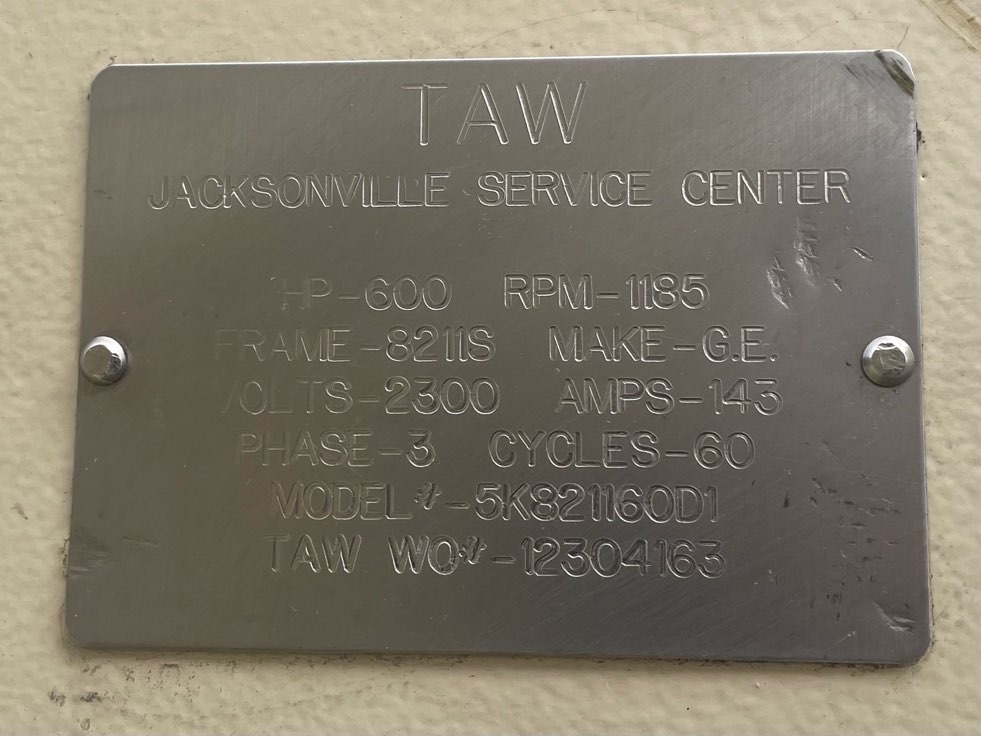 TAW
JACKSONVILLE SERVICE CENTER
HP-600 RPM-1185
FRAME-8211S MAKE-G.E.
VOLTS-2300 AMPS-143
PHASE-3 CYCLES-60
MODEL#-5K821160D1
TAW WO#-12304163